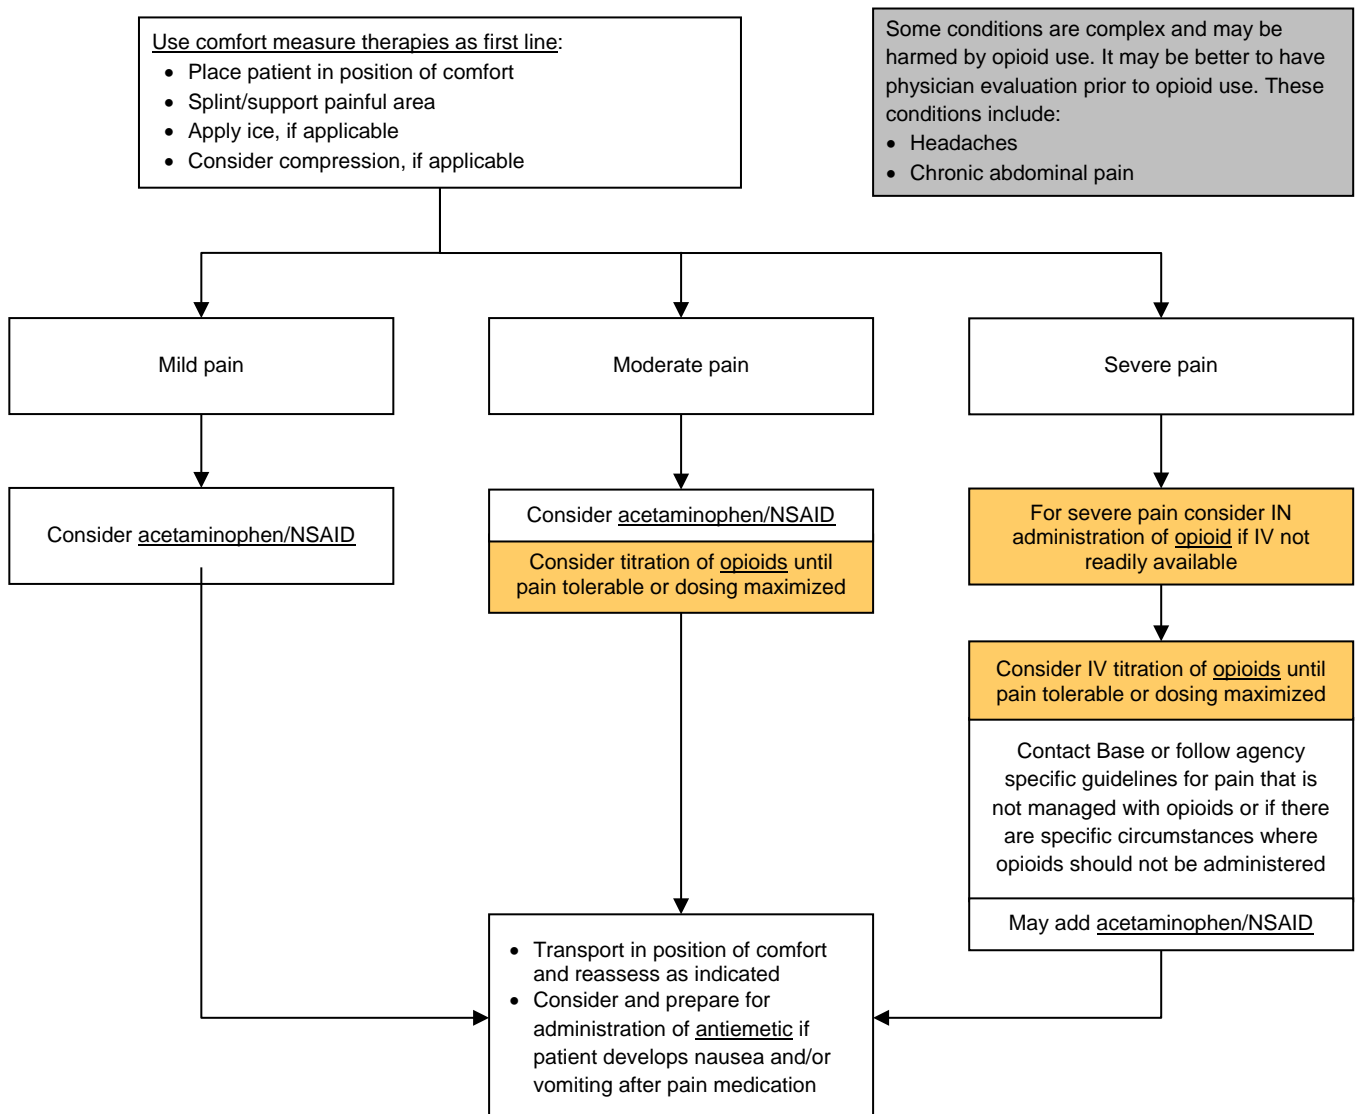 Use comfort measure therapies as first line:
• Place patient in position of comfort
• Splint/support painful area
• Apply ice, if applicable
• Consider compression, if applicable
Some conditions are complex and may be
harmed by opioid use. It may be better to have
physician evaluation prior to opioid use. These
conditions include:
• Headaches
• Chronic abdominal pain
Mild pain
Moderate pain
Severe pain
Consider acetaminophen/NSAID
Consider acetaminophen/NSAID
Consider titration of opioids until
pain tolerable or dosing maximized
For severe pain consider IN
administration of opioid if IV not
readily available
Consider IV titration of opioids until
pain tolerable or dosing maximized
Contact Base or follow agency
specific guidelines for pain that is
not managed with opioids or if there
are specific circumstances where
opioids should not be administered
May add acetaminophen/NSAID
• Transport in position of comfort
and reassess as indicated
• Consider and prepare for
administration of antiemetic if
patient develops nausea and/or
vomiting after pain medication